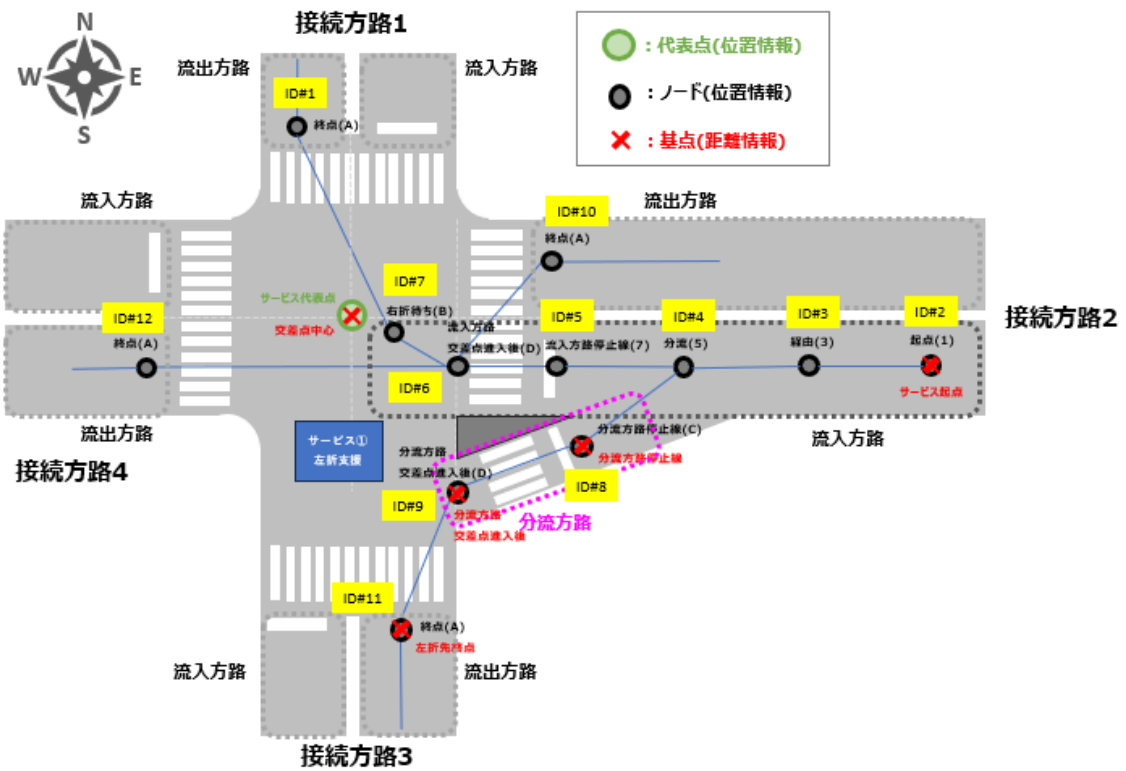 接続方路1
N
W
E
S
流出方路
流入方路
ID#1
終点(A)
:代表点(位置情報)
:ノード(位置情報)
:基点(距離情報)
流入方路
ID#10
流出方路
終点(A)
ID#7
サービス代表点
交差点中心
右折待ち(B)
ID#12
終点(A)
流入方路
交差点進入後(D)
ID#5
流入方路停止線(7)
ID#4
分流(5)
ID#3
経由(3)
ID#2
起点(1)
サービス起点
接続方路2
ID#6
流出方路
接続方路4
サービス①
左折支援
分流方路
交差点進入後(D)
分流方路停止線(C)
分流方路停止線
流入方路
ID#8
ID#9
分流方路
交差点進入後
分流方路
ID#11
終点(A)
左折先終点
流入方路
流出方路
接続方路3